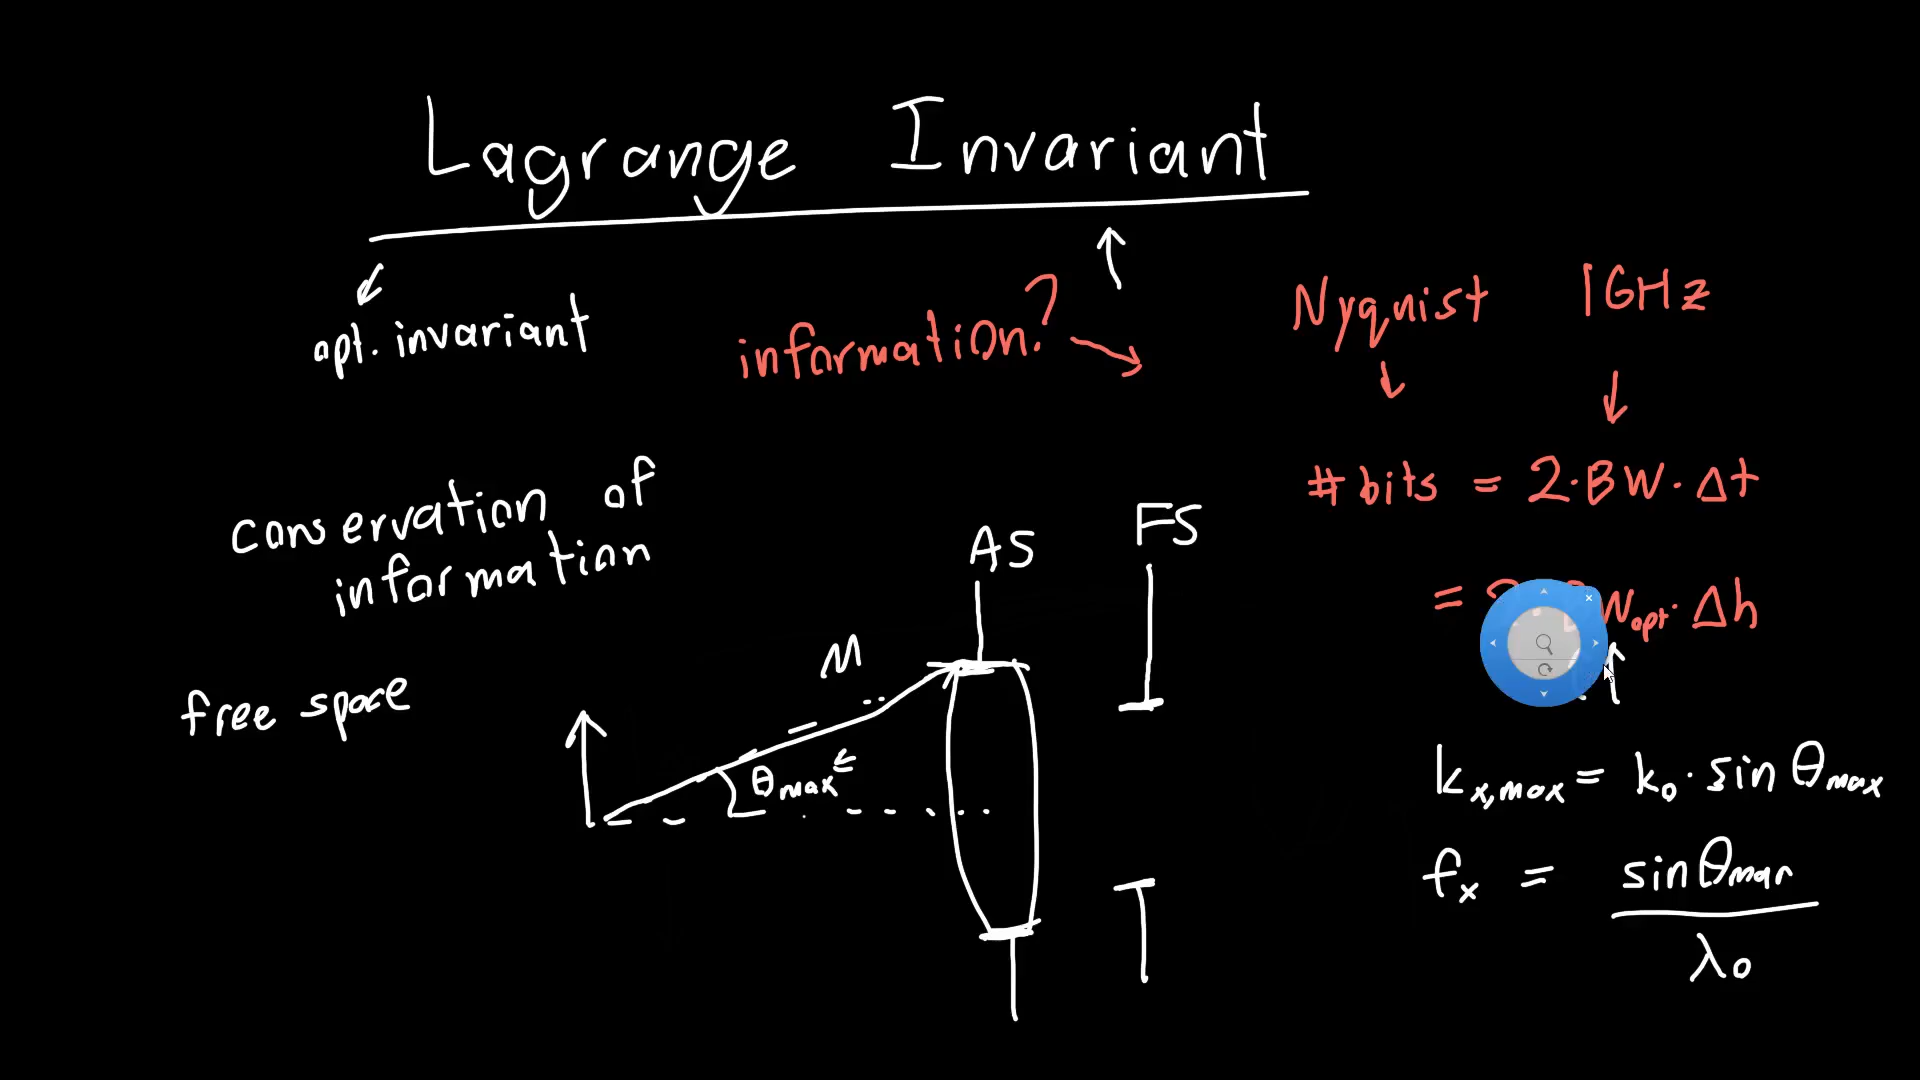 Lagrange Invariant
opt. invariant
information?
Nyquist 1GHz
# bits = 2·BW·Δt
= opt·Δh
conservation of
information
AS
FS
M
free space
θmax
kx,max = k0·sin θmax
fx = sin θmax
λ0